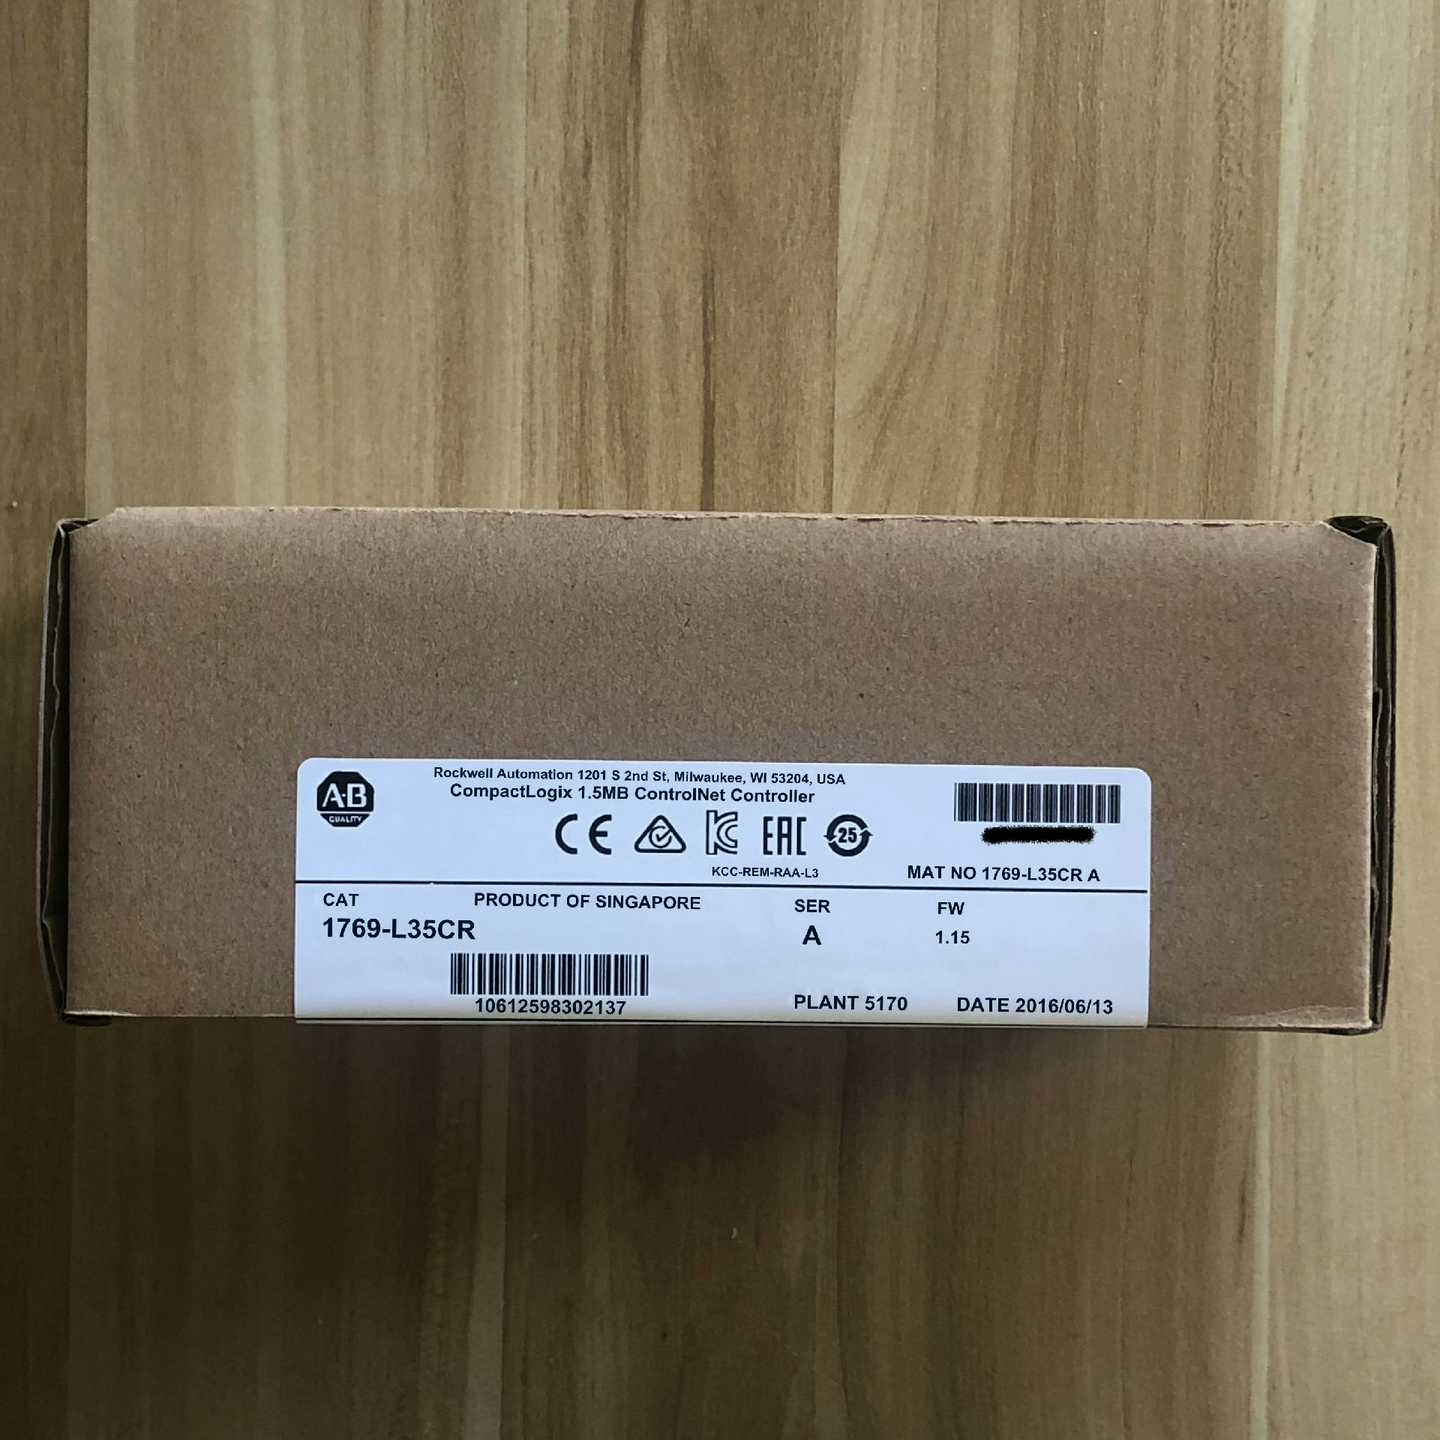 A-B
QUALITY
Rockwell Automation 1201 S 2nd St, Milwaukee, WI 53204, USA
CompactLogix 1.5MB ControlNet Controller
CE
EAC
25
KCC-REM-RAA-L3
MAT NO 1769-L35CR A
CAT
PRODUCT OF SINGAPORE
SER
FW
1769-L35CR
A
1.15
10612598302137
PLANT 5170
DATE 2016/06/13